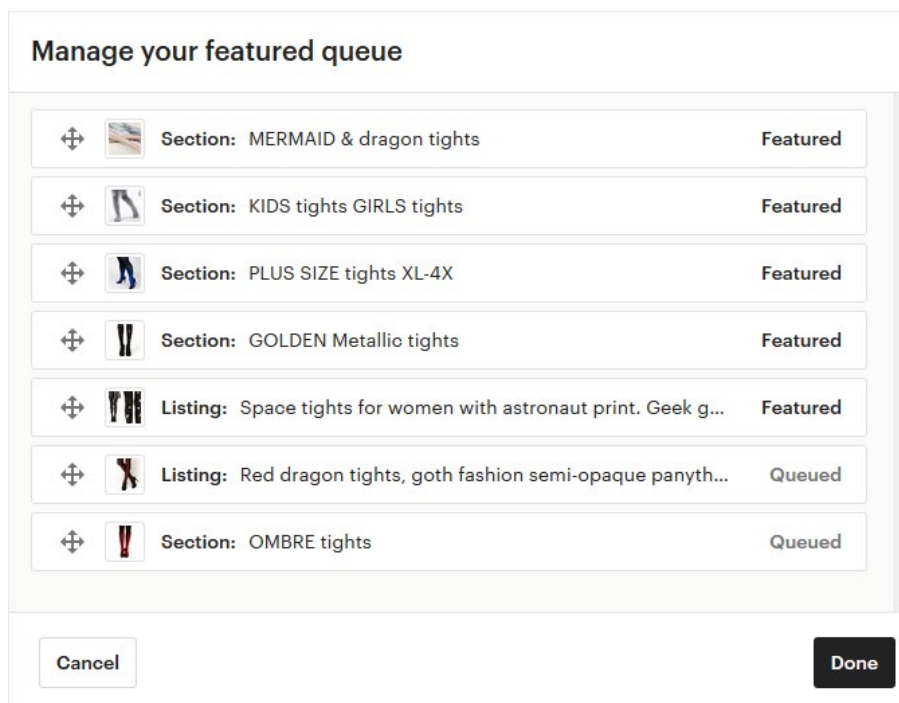 Manage your featured queue
Section: MERMAID & dragon tights Featured
Section: KIDS tights GIRLS tights Featured
Section: PLUS SIZE tights XL-4X Featured
Section: GOLDEN Metallic tights Featured
Listing: Space tights for women with astronaut print. Geek g... Featured
Listing: Red dragon tights, goth fashion semi-opaque panyth... Queued
Section: OMBRE tights Queued
Cancel Done